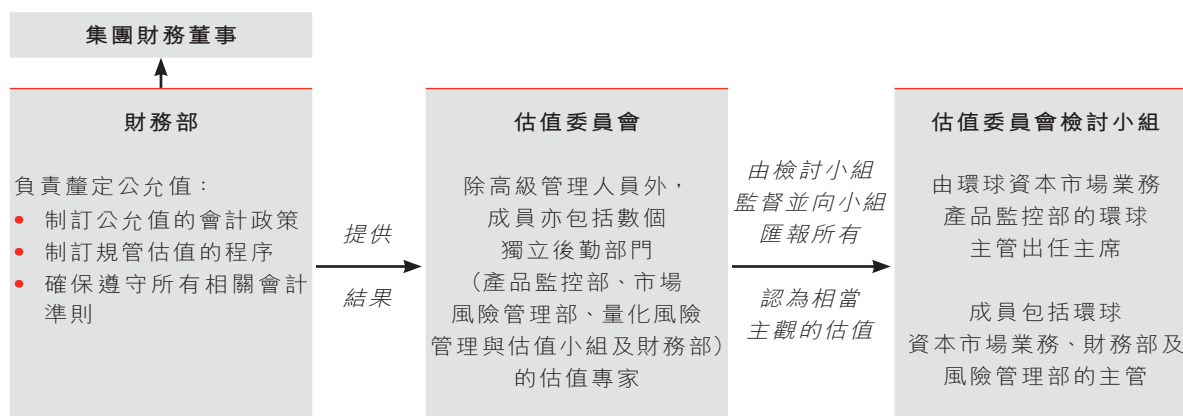 集團財務董事
財務部
負責釐定公允值：
• 制訂公允值的會計政策
• 制訂規管估值的程序
• 確保遵守所有相關會計
準則
提供
結果
估值委員會
除高級管理人員外，
成員亦包括數個
獨立後勤部門
（產品監控部、市場
風險管理部、量化風險
管理與估值小組及財務部）
的估值專家
由檢討小組
監督並向小組
匯報所有
認為相當
主觀的估值
估值委員會檢討小組
由環球資本市場業務
產品監控部的環球
主管出任主席
成員包括環球
資本市場業務、財務部及
風險管理部的主管